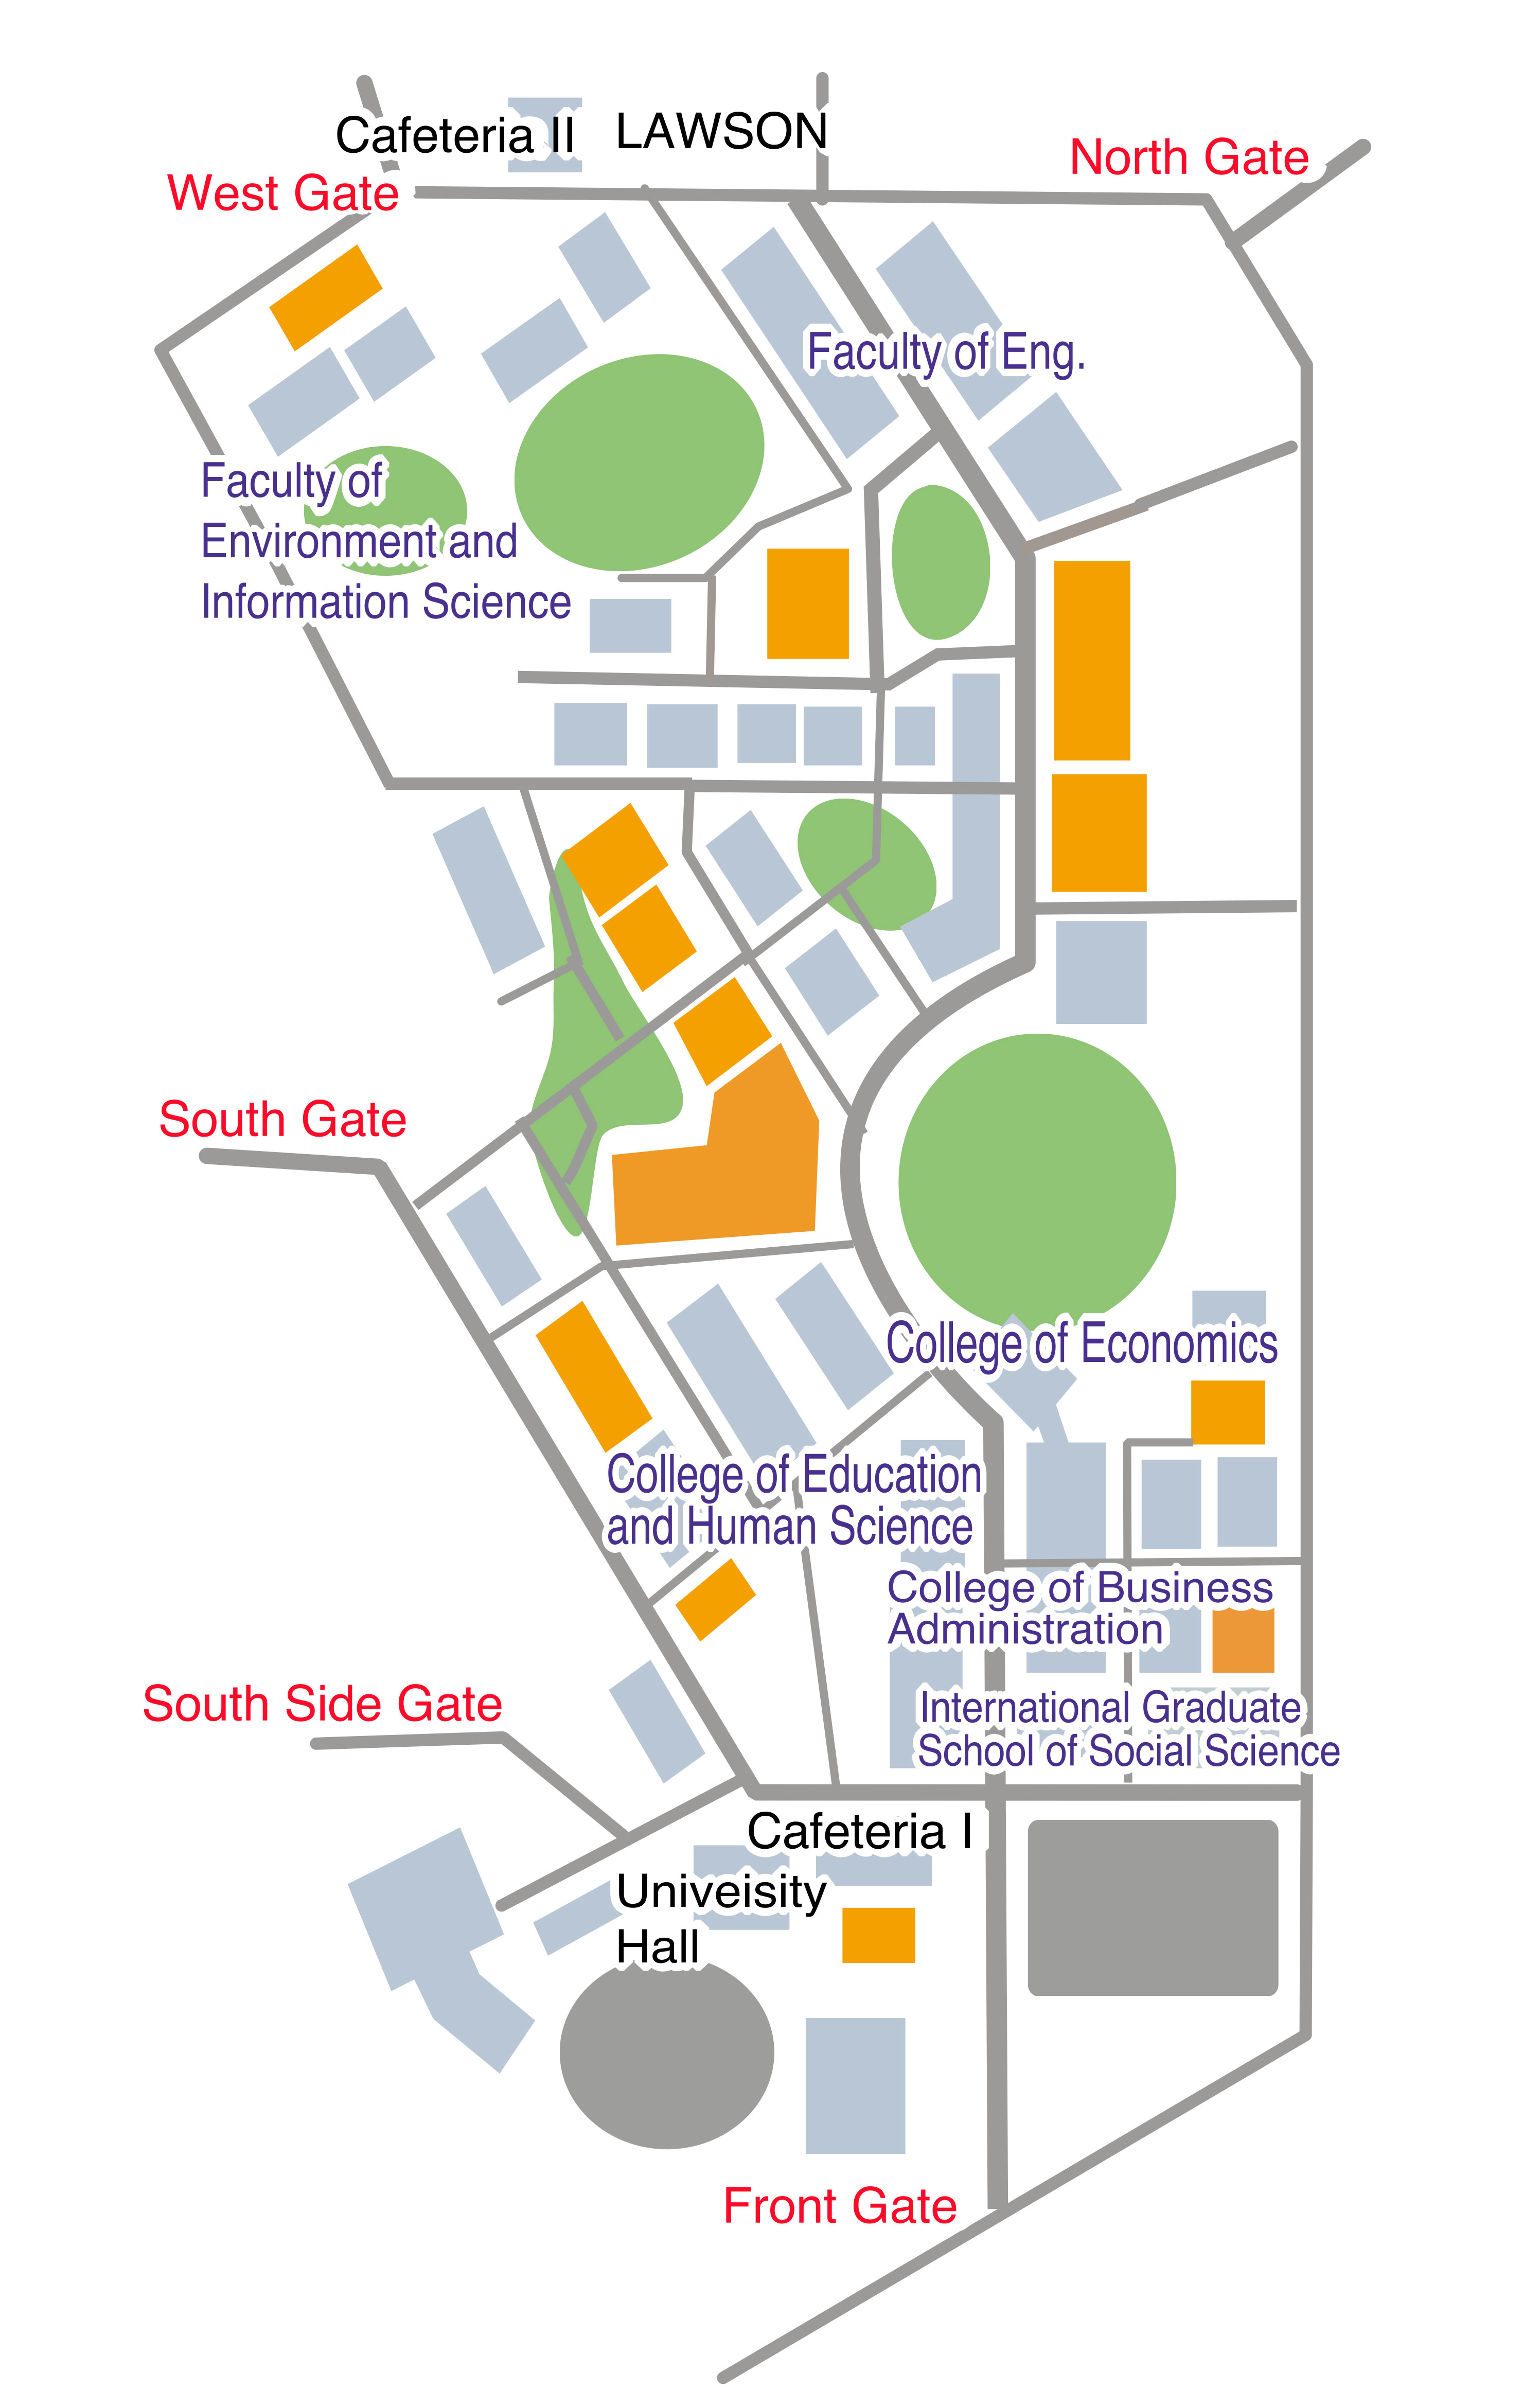 Cafeteria II
LAWSON
North Gate
West Gate
Faculty of Eng.
Faculty of
Environment and
Information Science
South Gate
College of Economics
College of Education
and Human Science
College of Business
Administration
South Side Gate
International Graduate
School of Social Science
Cafeteria I
Univeisity
Hall
Front Gate